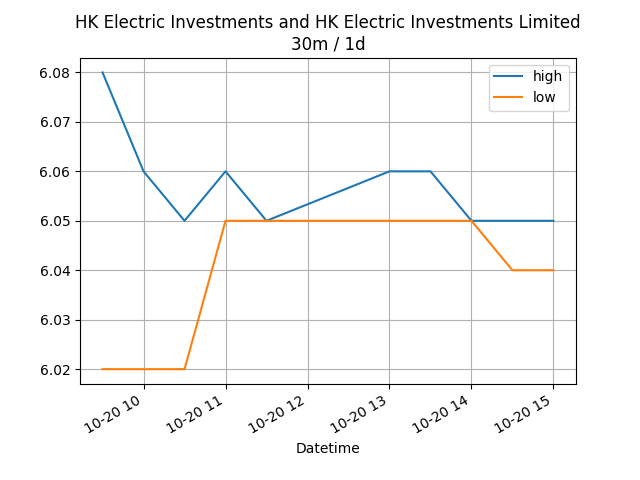 HK Electric Investments and HK Electric Investments Limited
30m / 1d
high
low
6.08
6.07
6.06
6.05
6.04
6.03
6.02
10-20 10
10-20 11
10-20 12
10-20 13
10-20 14
10-20 15
Datetime